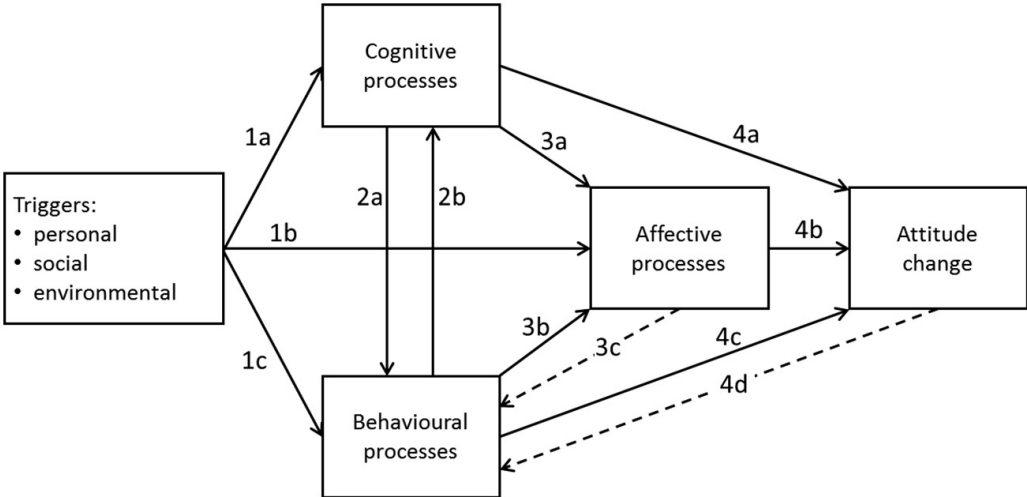 Cognitive
processes
1a
3a
4a
Triggers:
• personal
• social
• environmental
2a
2b
1b
Affective
processes
4b
Attitude
change
1c
3b
3c
4c
4d
Behavioural
processes